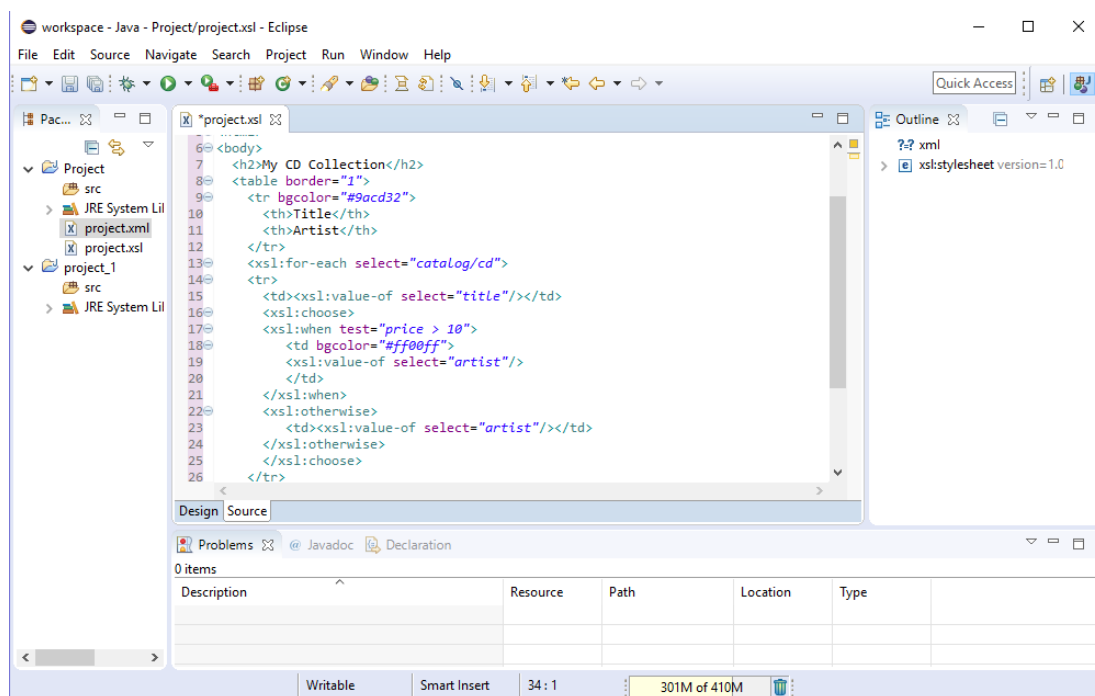 workspace - Java - Project/project.xsl - Eclipse
File Edit Source Navigate Search Project Run Window Help
Quick Access
Pac...
*project.xsl
Outline
Project
src
JRE System Lil
project.xml
project.xsl
project_1
src
JRE System Lil
6 <body>
7 <h2>My CD Collection</h2>
8 <table border="1">
9 <tr bgcolor="#9acd32">
10 <th>Title</th>
11 <th>Artist</th>
12 </tr>
13 <xsl:for-each select="catalog/cd">
14 <tr>
15 <td><xsl:value-of select="title"/></td>
16 <xsl:choose>
17 <xsl:when test="price > 10">
18 <td bgcolor="#ff00ff">
19 <xsl:value-of select="artist"/>
20 </td>
21 </xsl:when>
22 <xsl:otherwise>
23 <td><xsl:value-of select="artist"/></td>
24 </xsl:otherwise>
25 </xsl:choose>
26 </tr>
?=? xml
e xsl:stylesheet version=1.0
Design Source
Problems @ Javadoc Declaration
0 items
Description Resource Path Location Type
Writable Smart Insert 34 : 1 301M of 410M